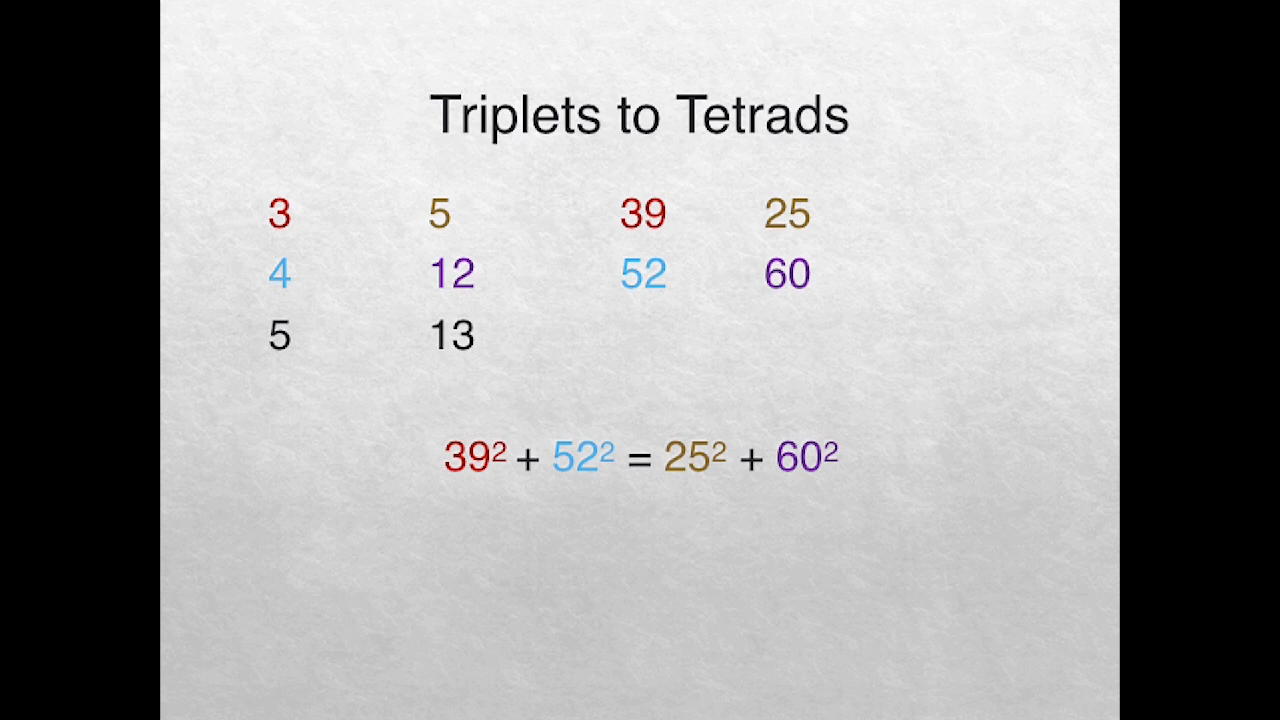 Triplets to Tetrads
3 5 39 25
4 12 52 60
5 13
39² + 52² = 25² + 60²